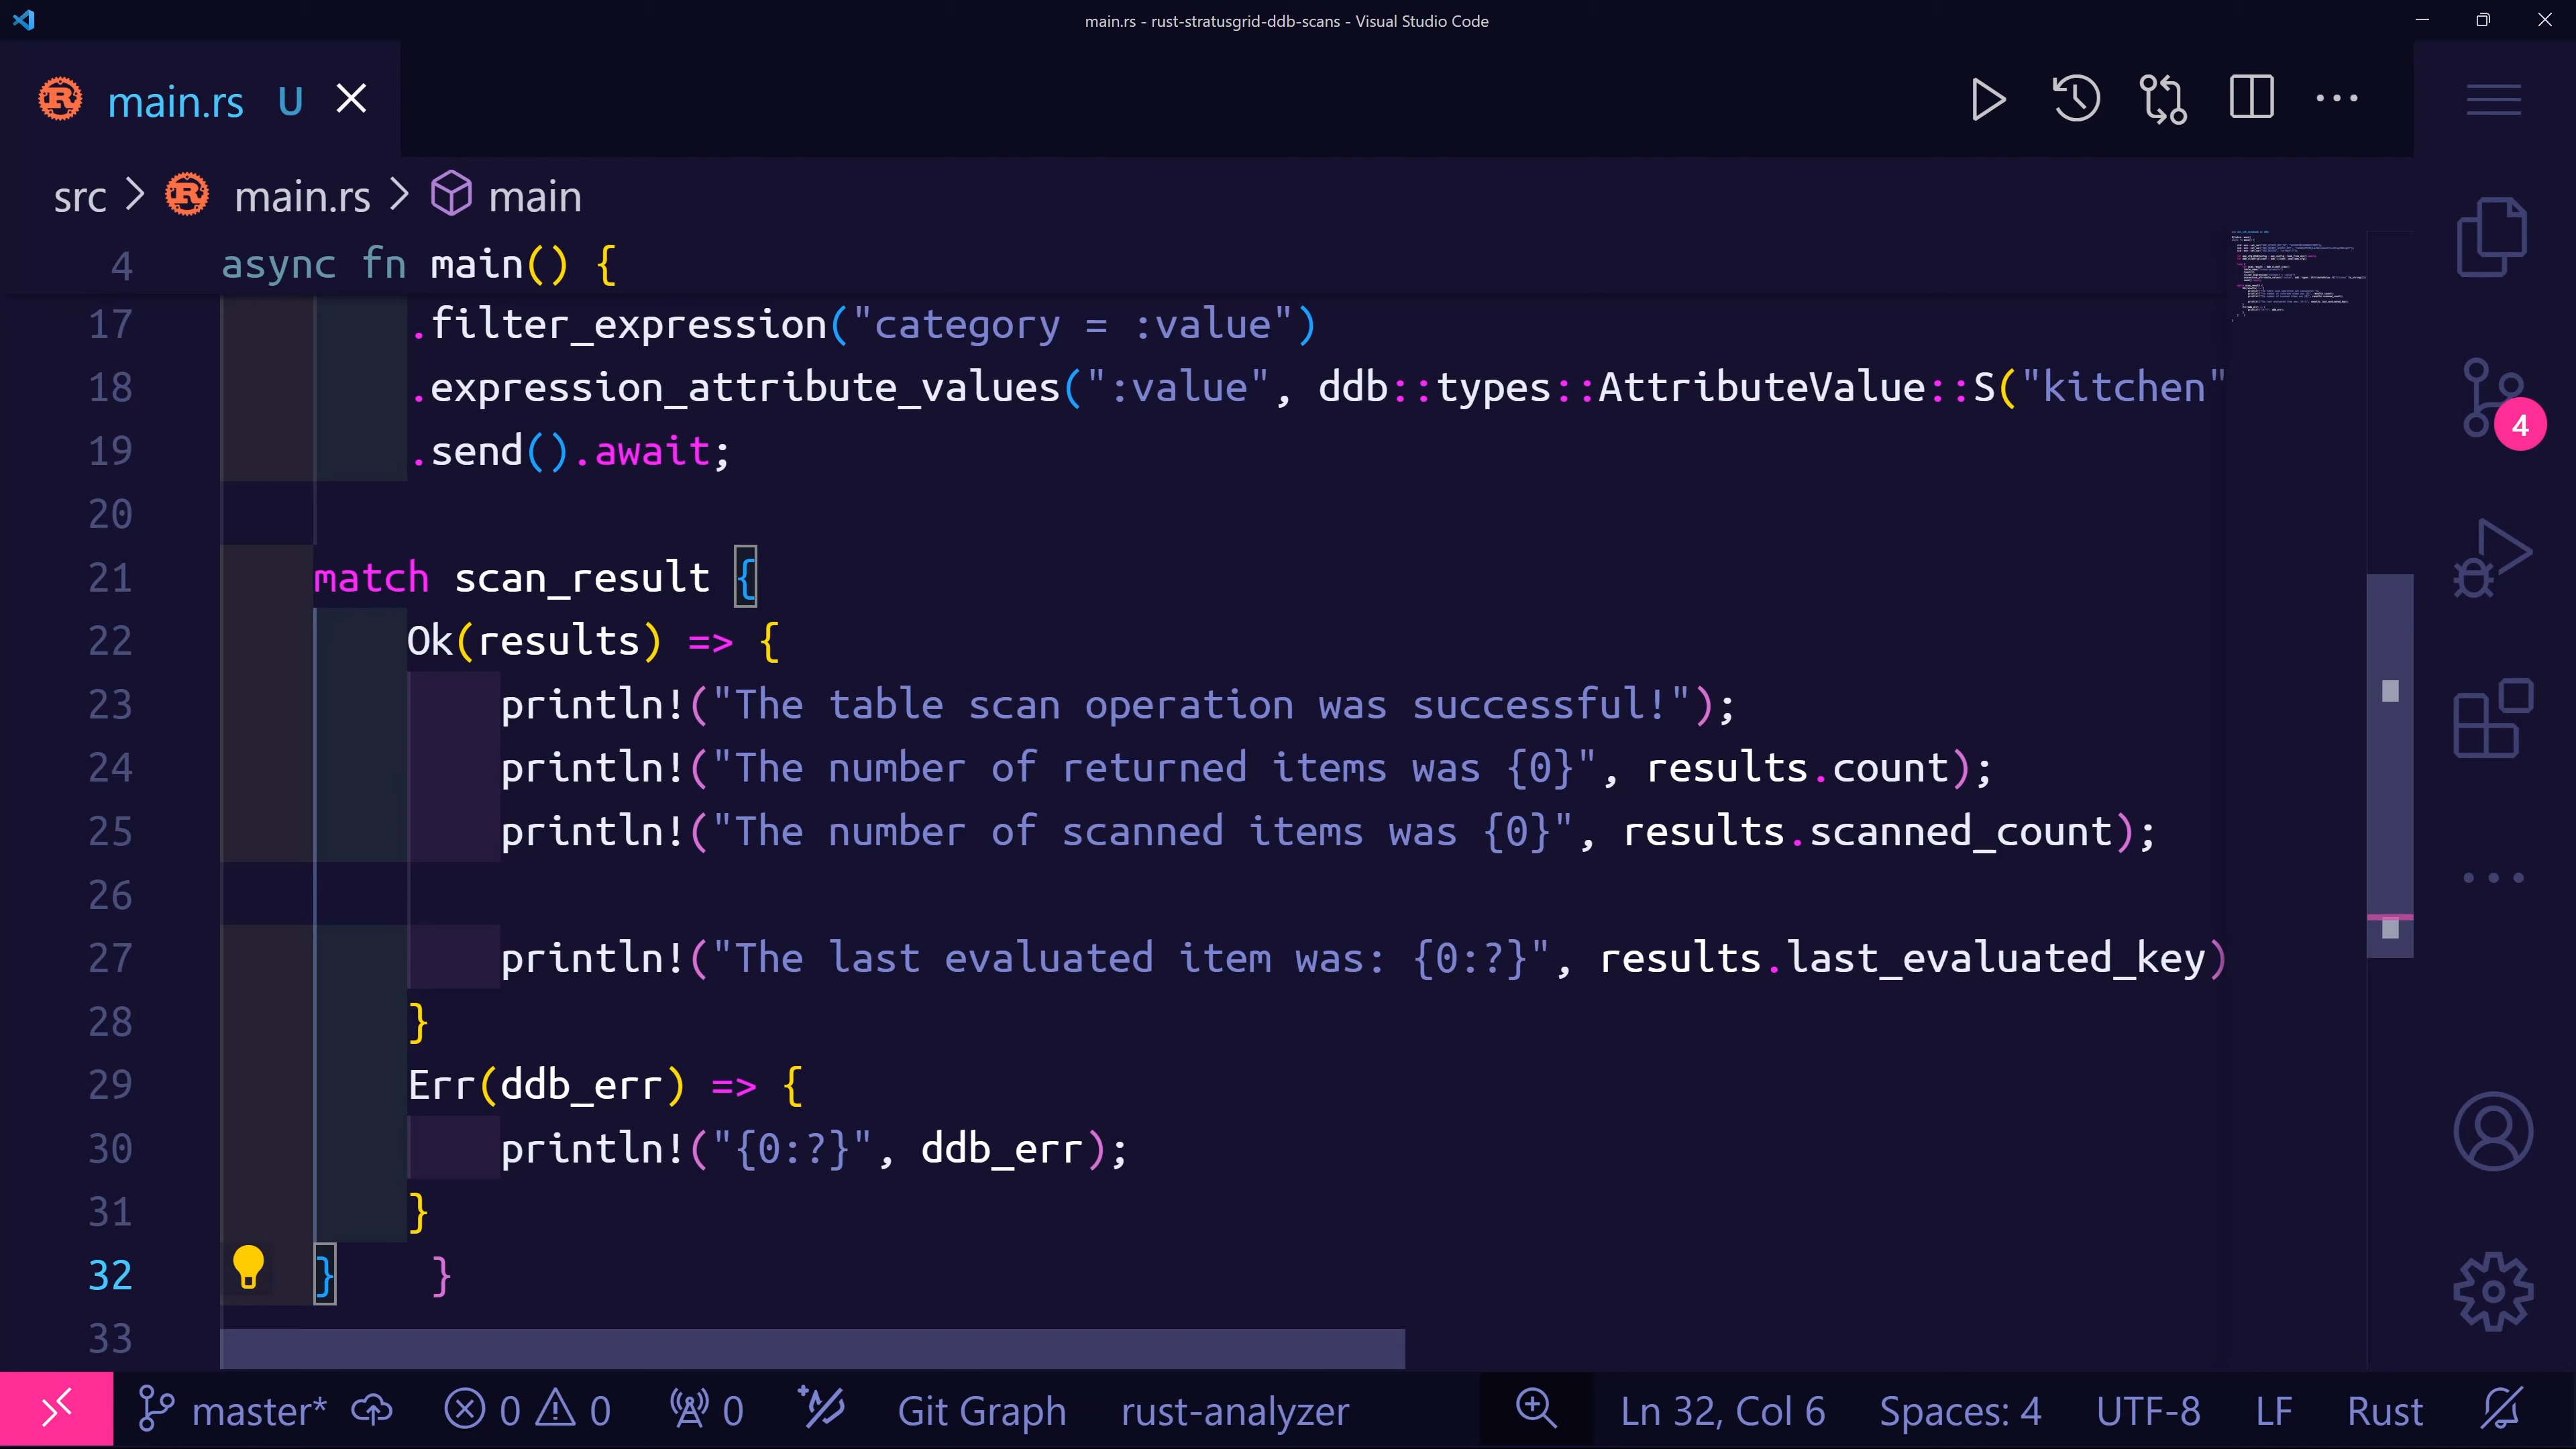 main.rs - rust-stratusgrid-ddb-scans - Visual Studio Code
main.rs U
src > main.rs > main
4 async fn main() {
17 .filter_expression("category = :value")
18 .expression_attribute_values(":value", ddb::types::AttributeValue::S("kitchen"
19 .send().await;
20
21 match scan_result {
22 Ok(results) => {
23 println!("The table scan operation was successful!");
24 println!("The number of returned items was {0}", results.count);
25 println!("The number of scanned items was {0}", results.scanned_count);
26
27 println!("The last evaluated item was: {0:?}", results.last_evaluated_key)
28 }
29 Err(ddb_err) => {
30 println!("{0:?}", ddb_err);
31 }
32 } }
33
4
master* 0 0 0 Git Graph rust-analyzer Ln 32, Col 6 Spaces: 4 UTF-8 LF Rust